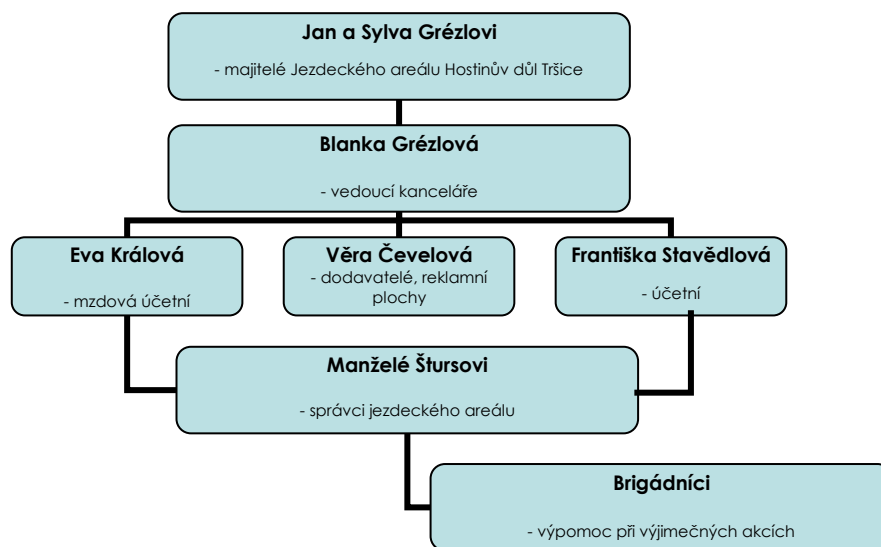 Jan a Sylva Grézlovi
- majitelé Jezdeckého areálu Hostinův důl Tršice
Blanka Grézlová
- vedoucí kanceláře
Eva Králová
- mzdová účetní
Věra Čevelová
- dodavatelé, reklamní
plochy
Františka Stavědlová
- účetní
Manželé Štursovi
- správci jezdeckého areálu
Brigádníci
- výpomoc při výjimečných akcích